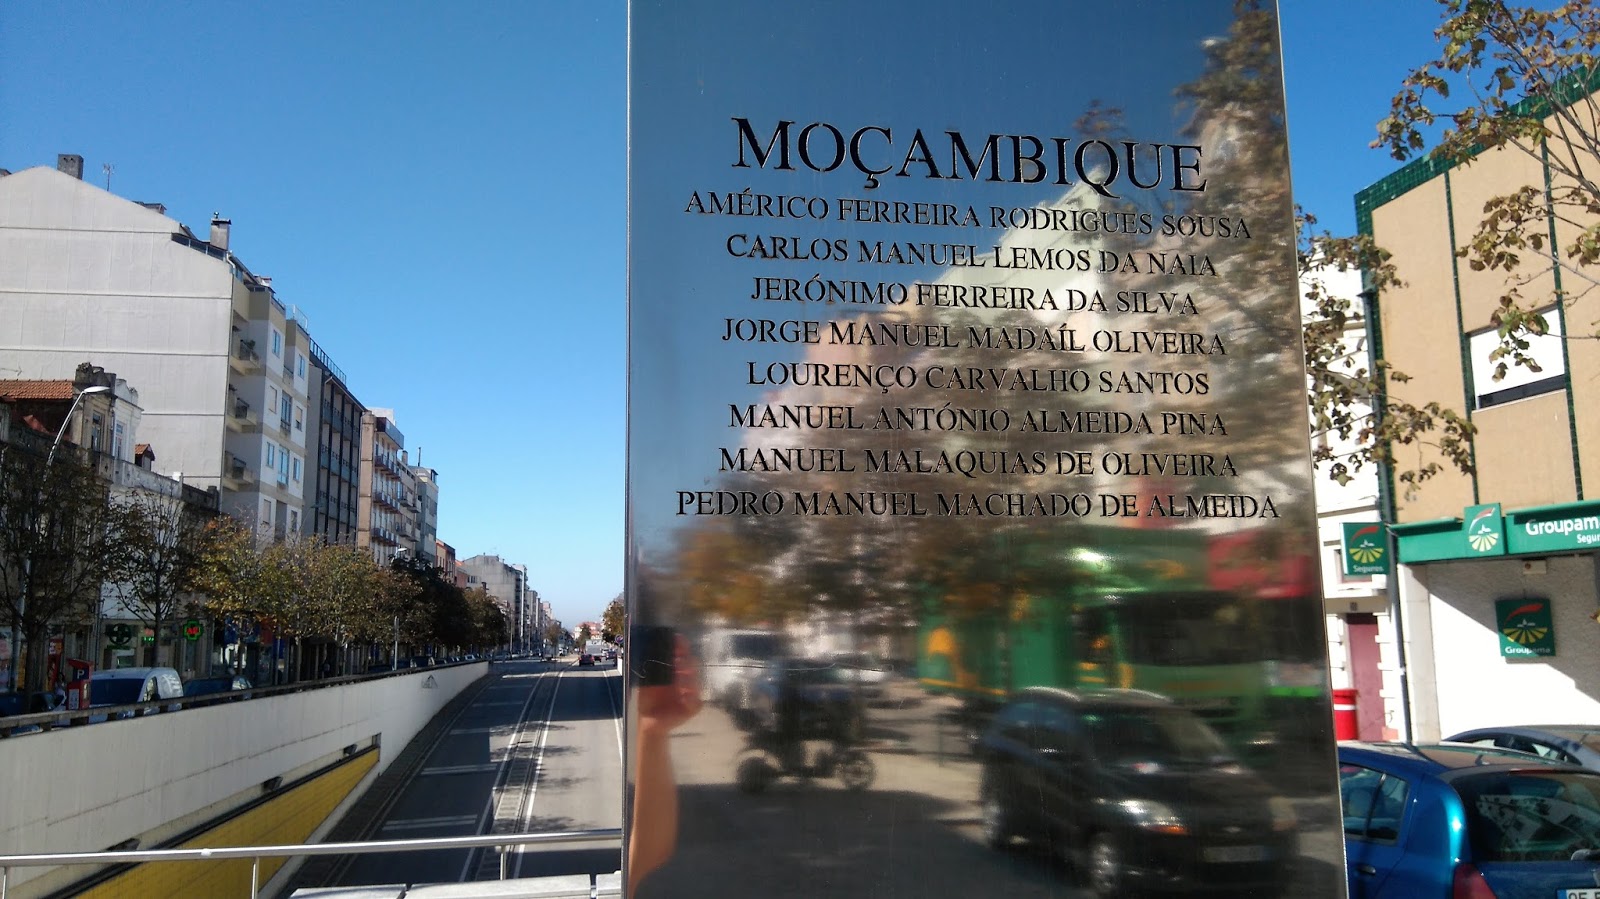 MOÇAMBIQUE
AMÉRICO FERREIRA RODRIGUES SOUSA
CARLOS MANUEL LEMOS DA NAIA
JERÓNIMO FERREIRA DA SILVA
JORGE MANUEL MADAÍL OLIVEIRA
LOURENÇO CARVALHO SANTOS
MANUEL ANTÓNIO ALMEIDA PINA
MANUEL MALAQUIAS DE OLIVEIRA
PEDRO MANUEL MACHADO DE ALMEIDA
Seguros
Groupama
P